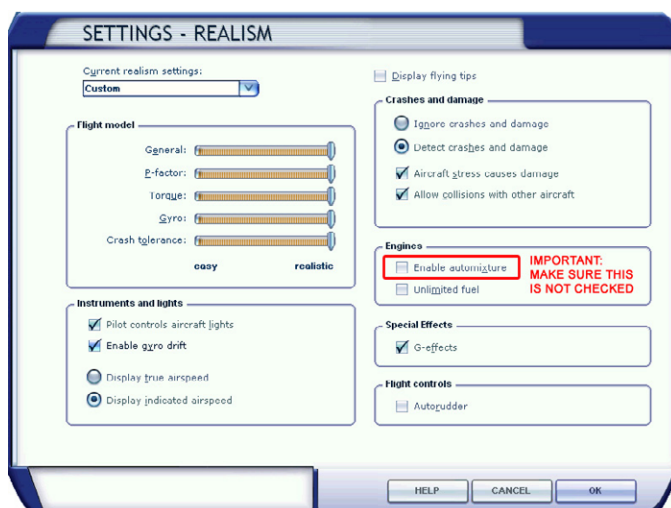 SETTINGS - REALISM
Current realism settings:
Custom
Display flying tips
Flight model
General:
P-factor:
Torque:
Gyro:
Crash tolerance:
easy realistic
Instruments and lights
Pilot controls aircraft lights
Enable gyro drift
Display true airspeed
Display indicated airspeed
Crashes and damage
Ignore crashes and damage
Detect crashes and damage
Aircraft stress causes damage
Allow collisions with other aircraft
Engines
Enable automixture
Unlimited fuel
IMPORTANT:
MAKE SURE THIS
IS NOT CHECKED
Special Effects
G-effects
Flight controls
Autorudder
HELP CANCEL OK